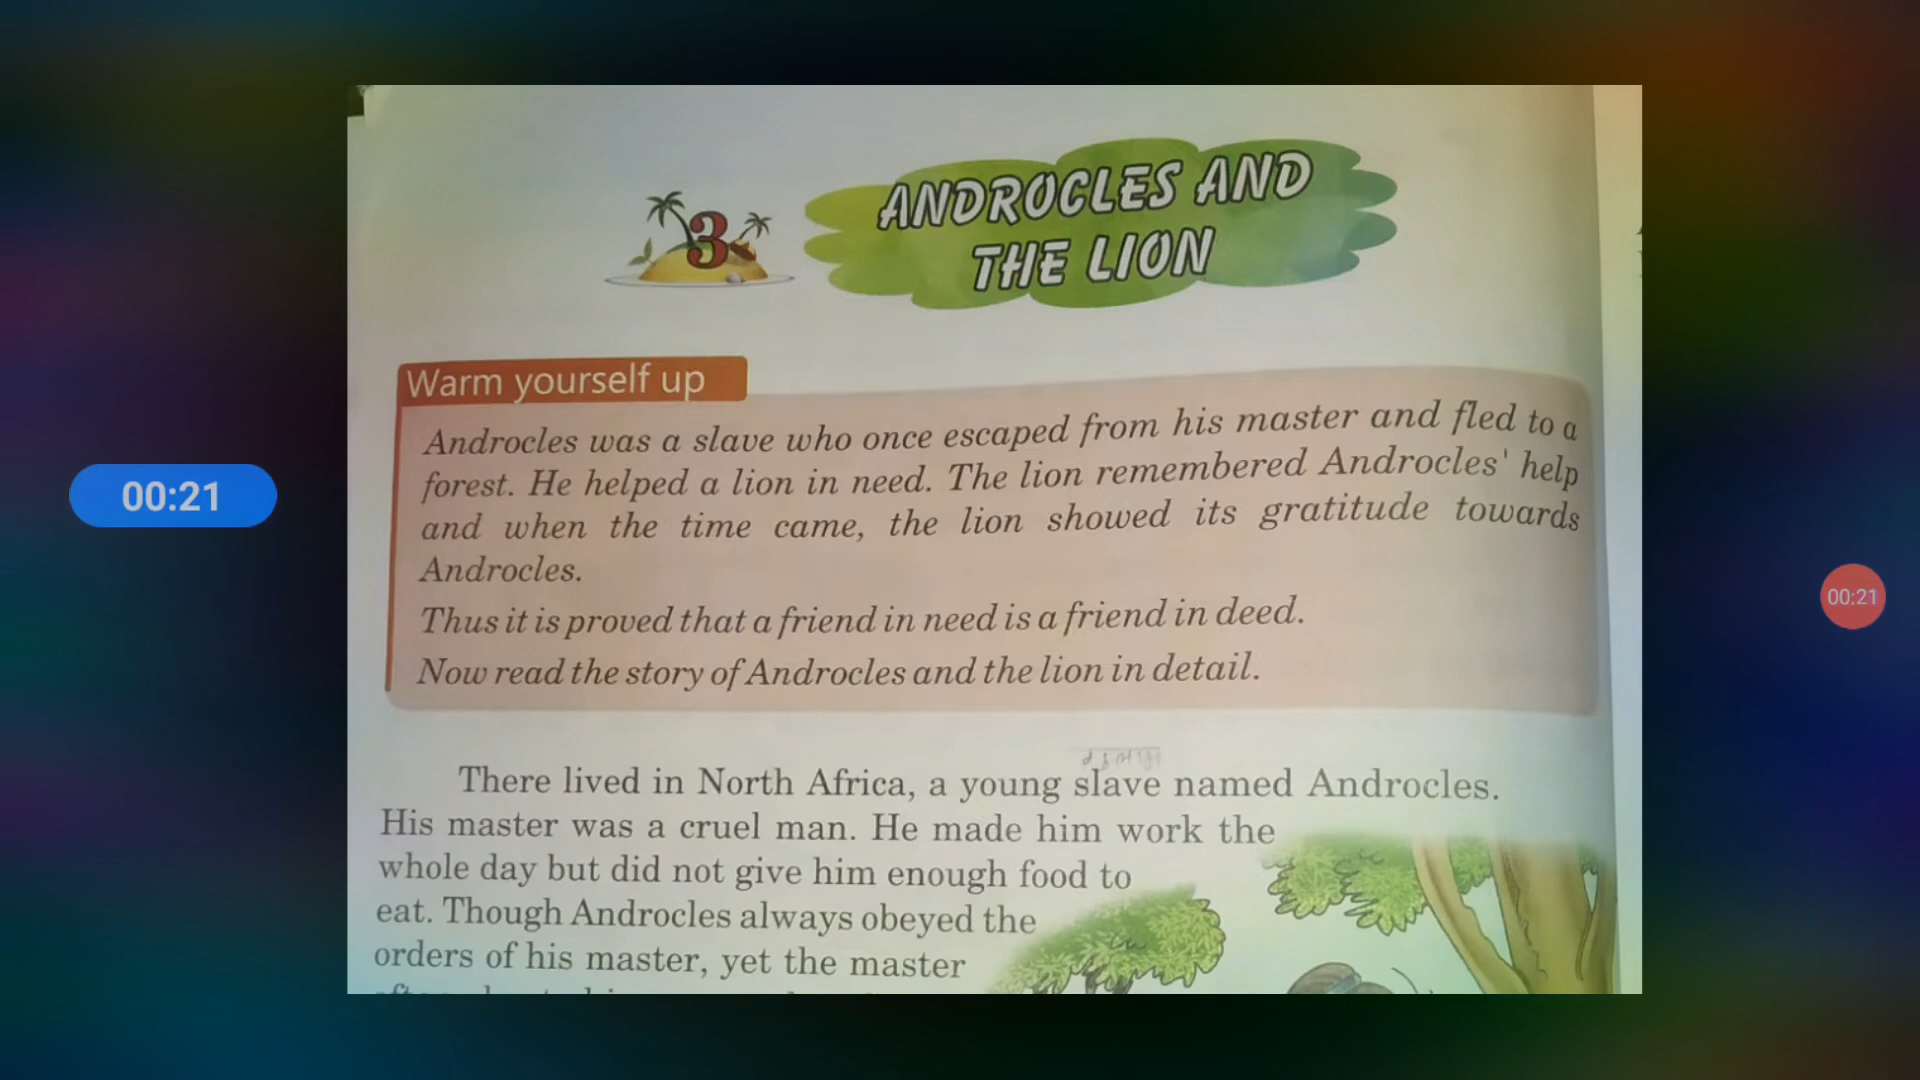 3
ANDROCLES AND
THE LION
Warm yourself up
Androcles was a slave who once escaped from his master and fled to a
forest. He helped a lion in need. The lion remembered Androcles' help
and when the time came, the lion showed its gratitude towards
Androcles.
Thus it is proved that a friend in need is a friend in deed.
Now read the story of Androcles and the lion in detail.
00:21
00:21
There lived in North Africa, a young slave named Androcles.
His master was a cruel man. He made him work the
whole day but did not give him enough food to
eat. Though Androcles always obeyed the
orders of his master, yet the master